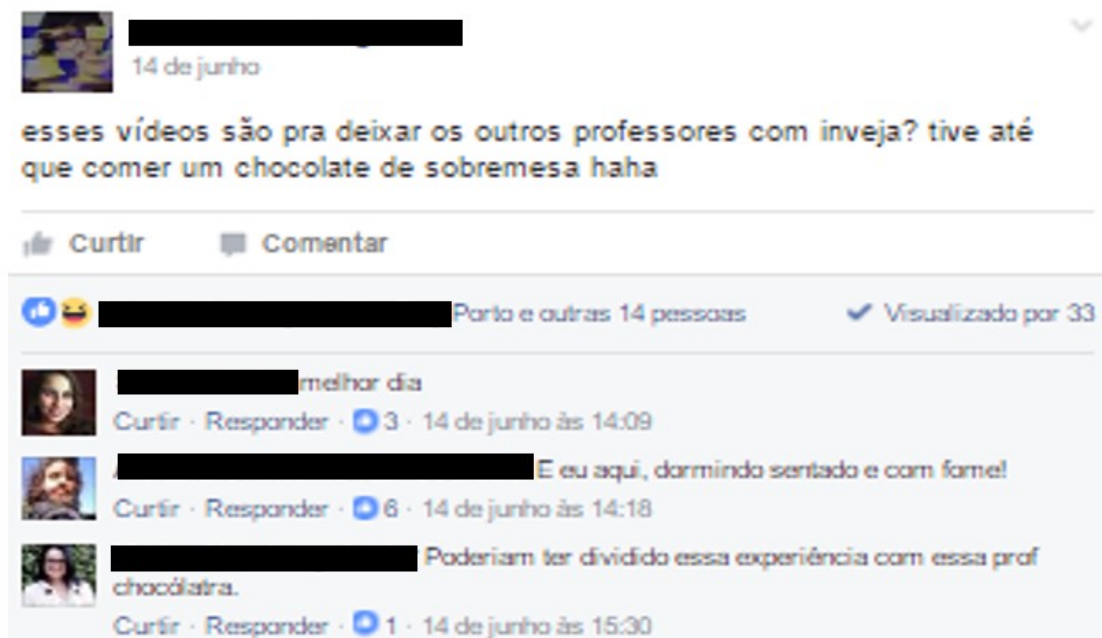 14 de junho
esses vídeos são pra deixar os outros professores com inveja? tive até
que comer um chocolate de sobremesa haha
Curtir Comentar
Porto e outras 14 pessoas Visualizado por 33
melhor dia
Curtir · Responder · 3 · 14 de junho às 14:09
E eu aqui, dormindo sentado e com fome!
Curtir · Responder · 6 · 14 de junho às 14:18
Poderiam ter dividido essa experiência com essa prof
chocólatra.
Curtir · Responder · 1 · 14 de junho às 15:30